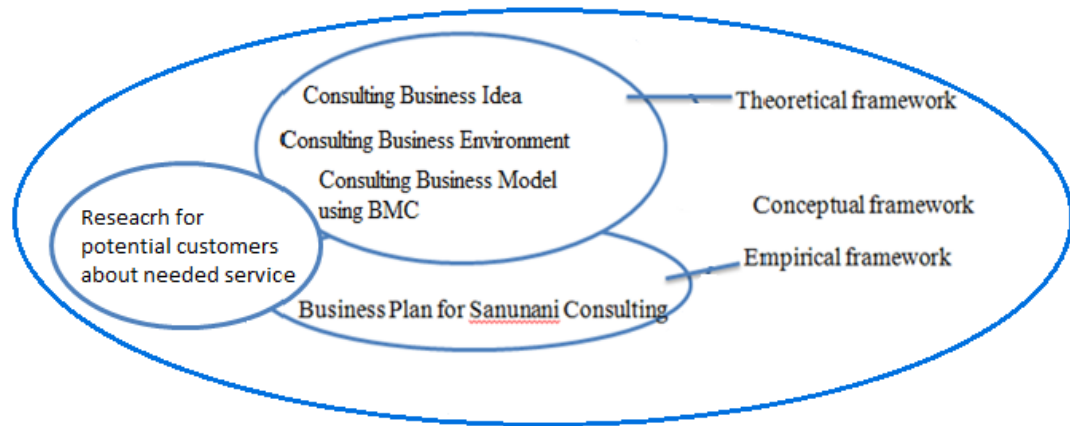 Consulting Business Idea
Theoretical framework
Consulting Business Environment
Consulting Business Model
using BMC
Reseacrh for
potential customers
about needed service
Conceptual framework
Empirical framework
Business Plan for Sanunani Consulting